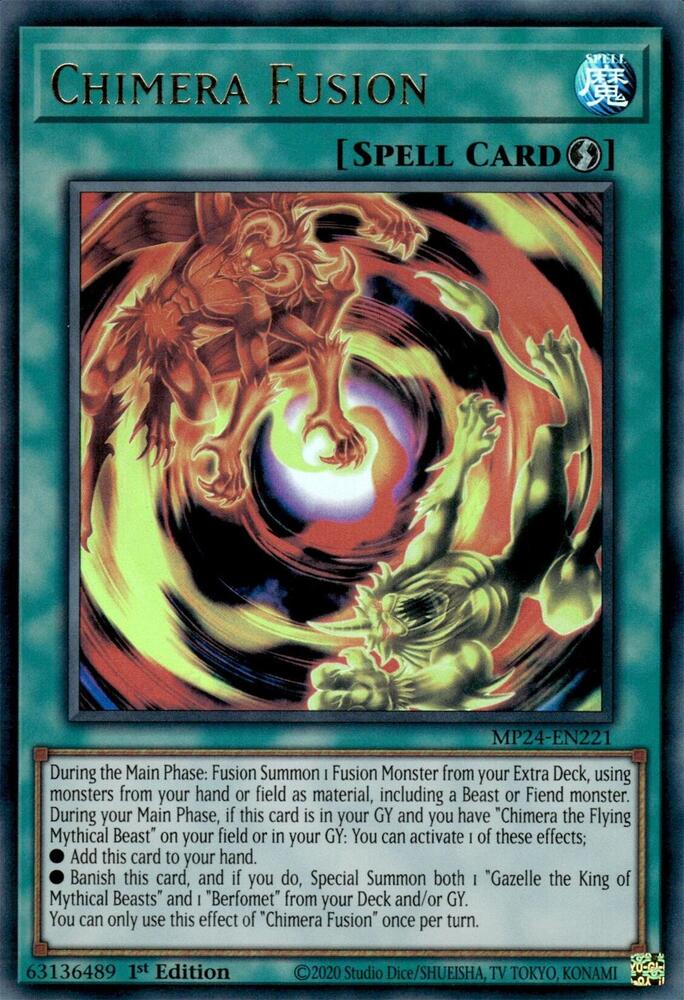 Chimera Fusion
SPELL
魔
[Spell Card]
MP24-EN221
During the Main Phase: Fusion Summon 1 Fusion Monster from your Extra Deck, using
monsters from your hand or field as material, including a Beast or Fiend monster.
During your Main Phase, if this card is in your GY and you have "Chimera the Flying
Mythical Beast" on your field or in your GY: You can activate 1 of these effects;
● Add this card to your hand.
● Banish this card, and if you do, Special Summon both 1 "Gazelle the King of
Mythical Beasts" and 1 "Berfomet" from your Deck and/or GY.
You can only use this effect of "Chimera Fusion" once per turn.
63136489 1st Edition ©2020 Studio Dice/SHUEISHA, TV TOKYO, KONAMI